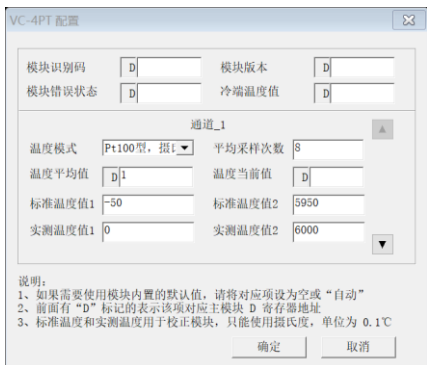 VC-4PT 配置
模块识别码 D 模块版本 D
模块错误状态 D 冷端温度值 D
通道_1
温度模式 Pt100型，摄 平均采样次数 8
温度平均值 D 1 温度当前值 D
标准温度值1 -50 标准温度值2 5950
实测温度值1 0 实测温度值2 6000
说明:
1、如果需要使用模块内置的默认值，请将对应项设为空或“自动”
2、前面有“D”标记的表示该项对应主模块 D 寄存器地址
3、标准温度和实测温度用于校正模块，只能使用摄氏度，单位为 0.1℃
确定 取消